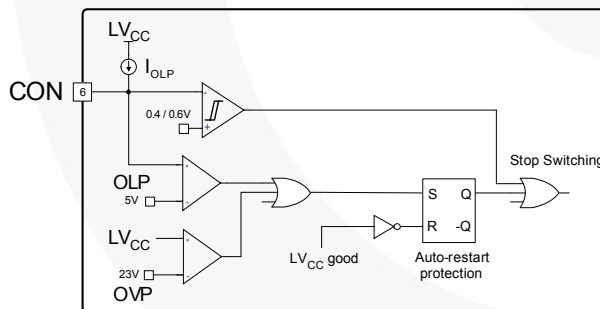 LVCC
IOLP
CON 6
0.4 / 0.6V
- +
Stop Switching
OLP
5V
+ -
S Q
R -Q
LVCC
23V
OVP
+ -
LVCC good
Auto-restart
protection